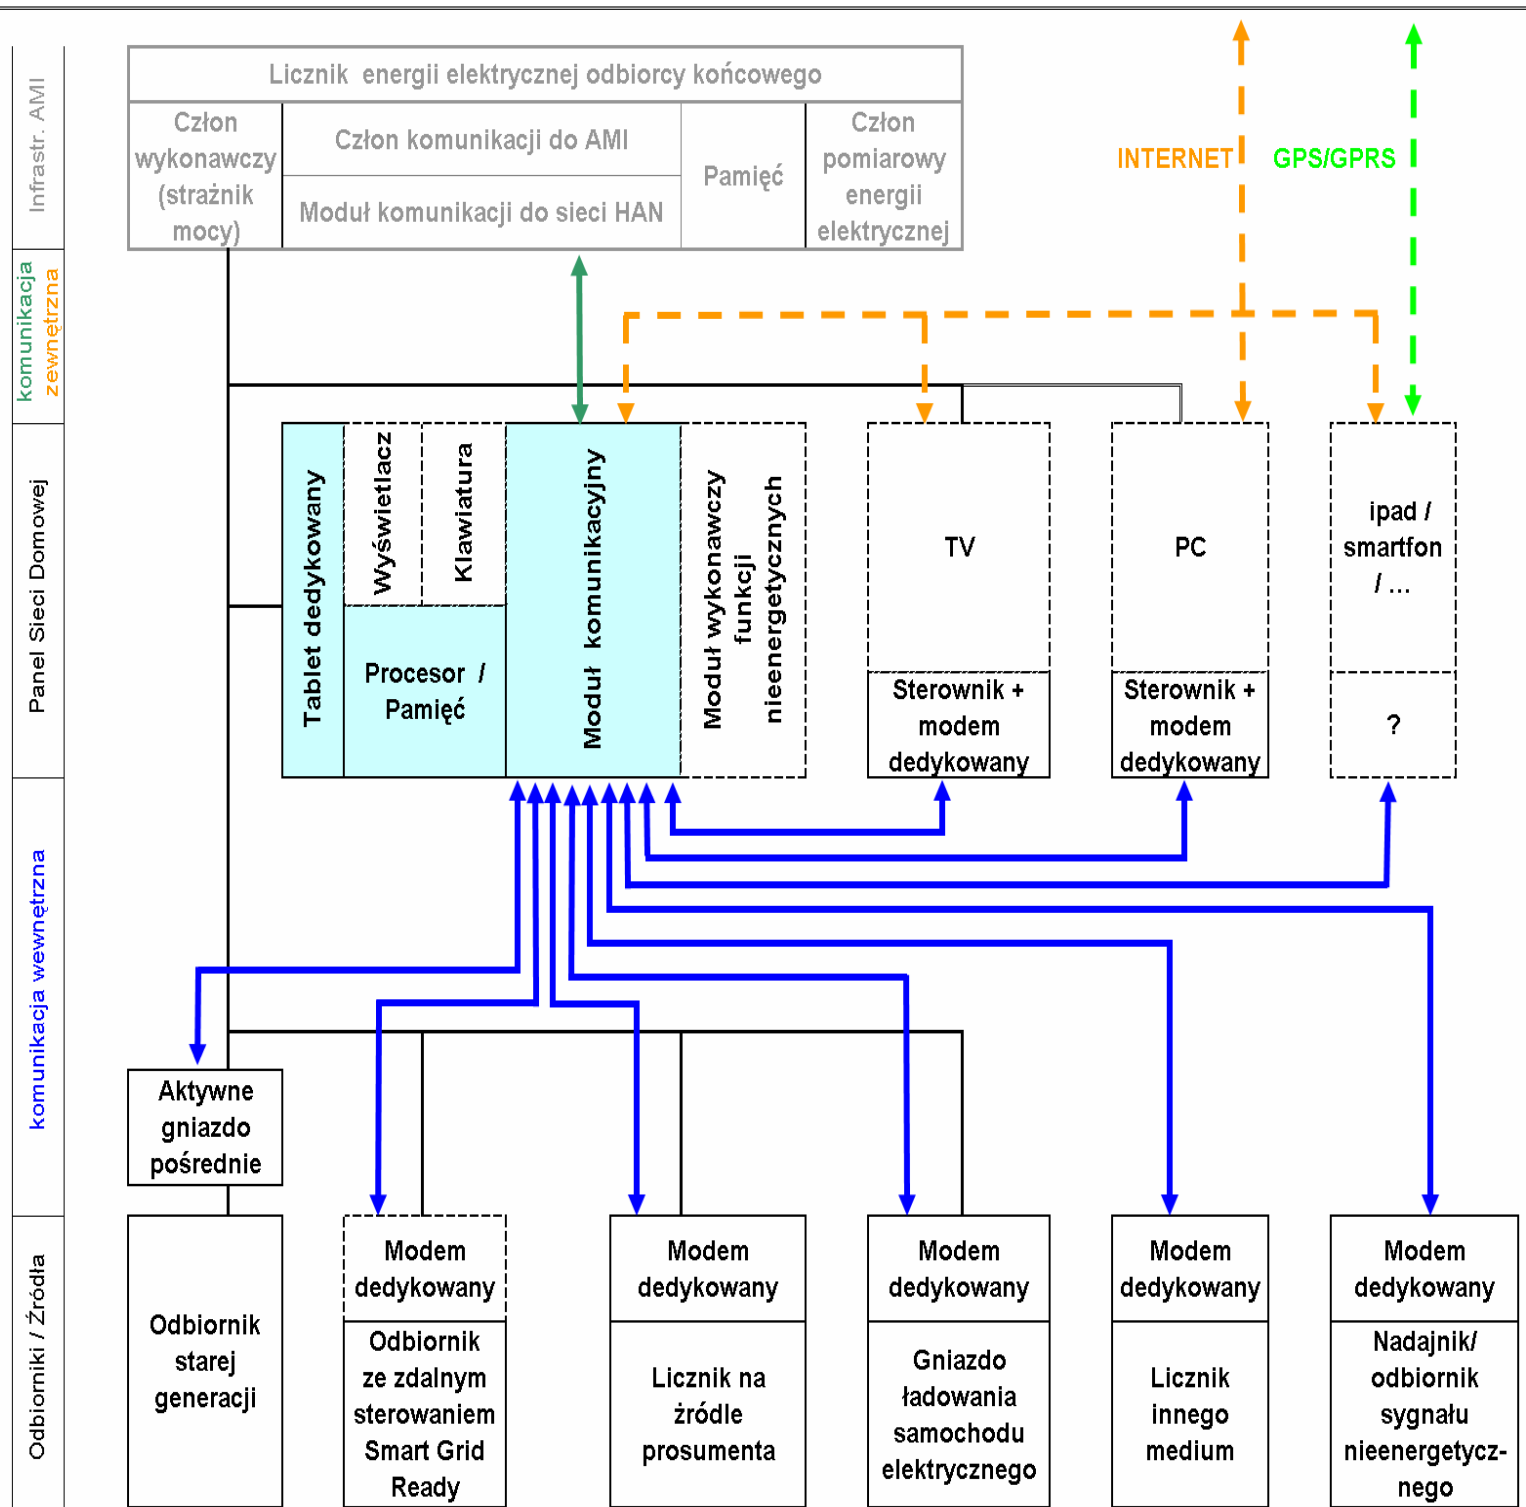 Infrastr. AMI
Licznik energii elektrycznej odbiorcy końcowego
Człon
wykonawczy
(strażnik
mocy)
Człon komunikacji do AMI
Moduł komunikacji do sieci HAN
Pamięć
Człon
pomiarowy
energii
elektrycznej
INTERNET
GPS/GPRS
komunikacja
zewnętrzna
Panel Sieci Domowej
Tablet dedykowany
Wyświetlacz
Klawiatura
Procesor /
Pamięć
Moduł komunikacyjny
Moduł wykonawczy
funkcji
nieenergetycznych
TV
Sterownik +
modem
dedykowany
PC
Sterownik +
modem
dedykowany
ipad /
smartfon
/ ...
?
komunikacja wewnętrzna
Aktywne
gniazdo
pośrednie
Odbiorniki / Źródła
Odbiornik
starej
generacji
Modem
dedykowany
Odbiornik
ze zdalnym
sterowaniem
Smart Grid
Ready
Modem
dedykowany
Licznik na
źródle
prosumenta
Modem
dedykowany
Gniazdo
ładowania
samochodu
elektrycznego
Modem
dedykowany
Licznik
innego
medium
Modem
dedykowany
Nadajnik/
odbiornik
sygnału
nieenergetycz-
nego